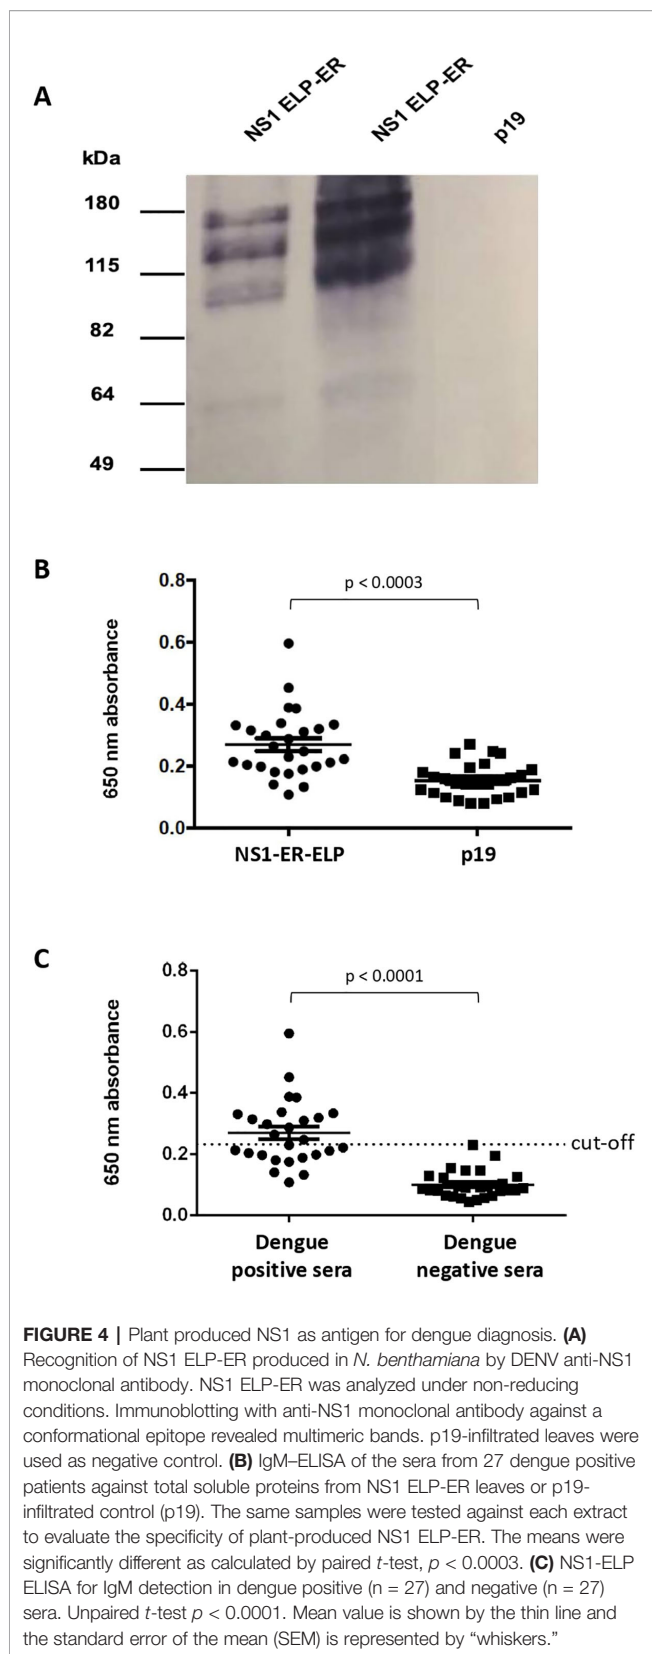 A
NS1 ELP-ER
NS1 ELP-ER
p19
kDa
180
115
82
64
49
B
0.8
0.6
0.4
0.2
0.0
650 nm absorbance
p < 0.0003
NS1-ER-ELP
p19
C
0.8
0.6
0.4
0.2
0.0
650 nm absorbance
p < 0.0001
cut-off
Dengue
positive sera
Dengue
negative sera
FIGURE 4 | Plant produced NS1 as antigen for dengue diagnosis. (A)
Recognition of NS1 ELP-ER produced in N. benthamiana by DENV anti-NS1
monoclonal antibody. NS1 ELP-ER was analyzed under non-reducing
conditions. Immunoblotting with anti-NS1 monoclonal antibody against a
conformational epitope revealed multimeric bands. p19-infiltrated leaves were
used as negative control. (B) IgM–ELISA of the sera from 27 dengue positive
patients against total soluble proteins from NS1 ELP-ER leaves or p19-
infiltrated control (p19). The same samples were tested against each extract
to evaluate the specificity of plant-produced NS1 ELP-ER. The means were
significantly different as calculated by paired t-test, p < 0.0003. (C) NS1-ELP
ELISA for IgM detection in dengue positive (n = 27) and negative (n = 27)
sera. Unpaired t-test p < 0.0001. Mean value is shown by the thin line and
the standard error of the mean (SEM) is represented by “whiskers.”